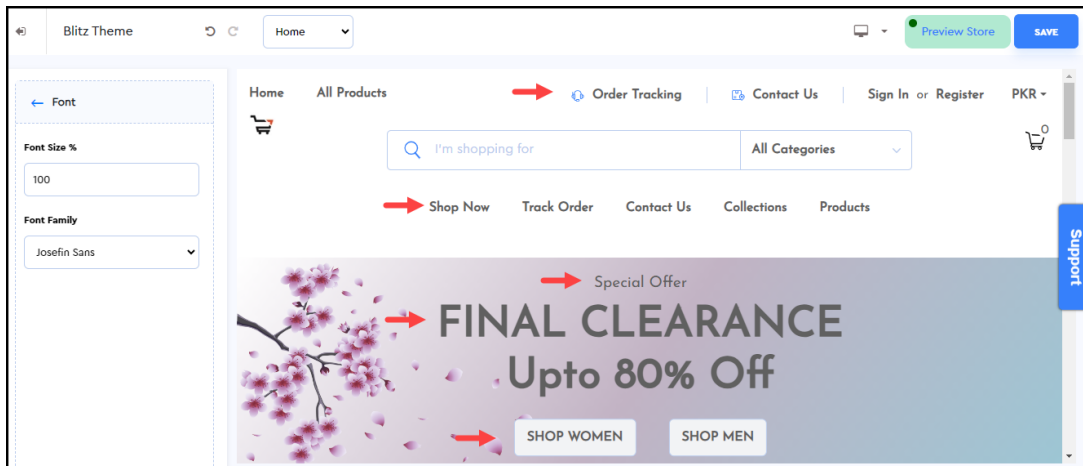 Blitz Theme
Home
Preview Store
SAVE
Font
Font Size %
100
Font Family
Josefin Sans
Home All Products Order Tracking Contact Us Sign In or Register PKR
0
I'm shopping for All Categories
Shop Now Track Order Contact Us Collections Products
Special Offer
FINAL CLEARANCE
Upto 80% Off
SHOP WOMEN SHOP MEN
Support